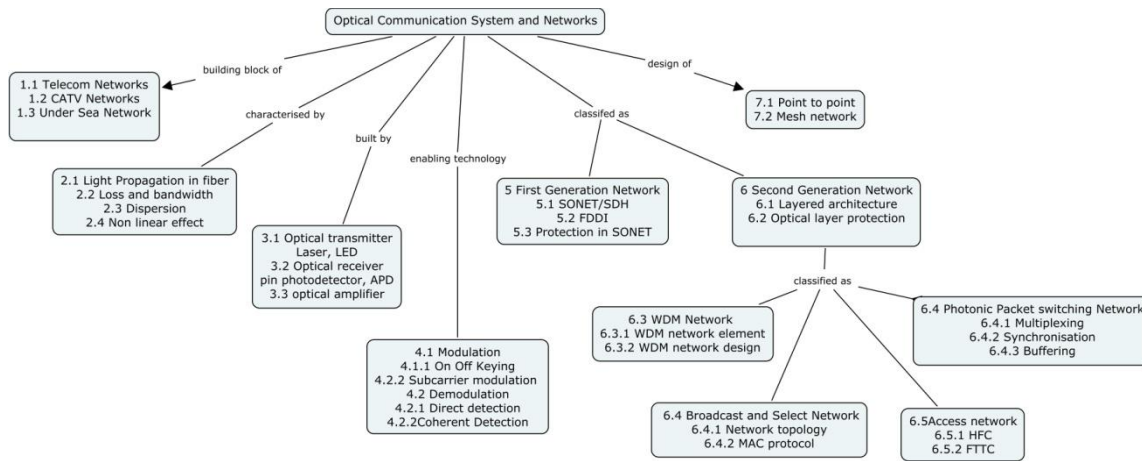 Optical Communication System and Networks
building block of
design of
1.1 Telecom Networks
1.2 CATV Networks
1.3 Under Sea Network
7.1 Point to point
7.2 Mesh network
characterised by
classifed as
built by
enabling technology
2.1 Light Propagation in fiber
2.2 Loss and bandwidth
2.3 Dispersion
2.4 Non linear effect
5 First Generation Network
5.1 SONET/SDH
5.2 FDDI
5.3 Protection in SONET
6 Second Generation Network
6.1 Layered architecture
6.2 Optical layer protection
3.1 Optical transmitter
Laser, LED
3.2 Optical receiver
pin photodetector, APD
3.3 optical amplifier
classified as
6.3 WDM Network
6.3.1 WDM network element
6.3.2 WDM network design
6.4 Photonic Packet switching Network
6.4.1 Multiplexing
6.4.2 Synchronisation
6.4.3 Buffering
4.1 Modulation
4.1.1 On Off Keying
4.2.2 Subcarrier modulation
4.2 Demodulation
4.2.1 Direct detection
4.2.2Coherent Detection
6.4 Broadcast and Select Network
6.4.1 Network topology
6.4.2 MAC protocol
6.5Access network
6.5.1 HFC
6.5.2 FTTC